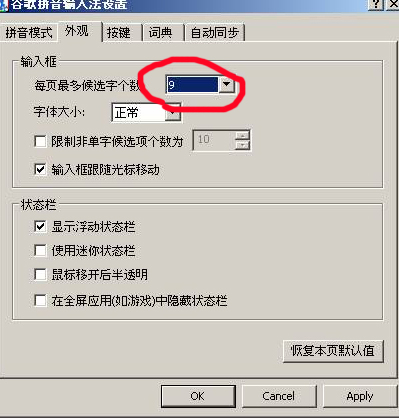 谷歌拼音输入法设置
拼音模式 外观 按键 词典 自动同步
输入框
每页最多候选字个数 9
字体大小: 正常
限制非单字候选项个数为 10
输入框跟随光标移动
状态栏
显示浮动状态栏
使用迷你状态栏
鼠标移开后半透明
在全屏应用(如游戏)中隐藏状态栏
恢复本页默认值
OK Cancel Apply